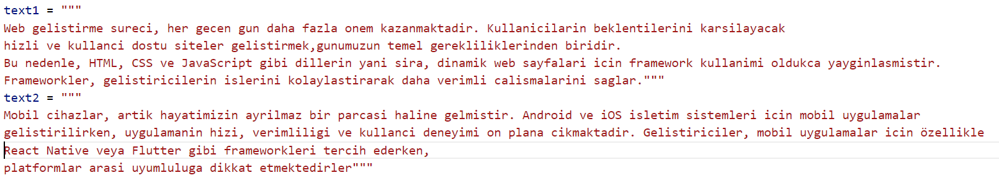 text1 = """
Web gelistirme sureci, her gecen gun daha fazla onem kazanmaktadir. Kullanicilarin beklentilerini karsilayacak
hizli ve kullanci dostu siteler gelistirmek,gunumuzun temel gerekliliklerinden biridir.
Bu nedenle, HTML, CSS ve JavaScript gibi dillerin yani sira, dinamik web sayfalari icin framework kullanimi oldukca yayginlasmistir.
Frameworkler, gelistiricilerin islerini kolaylastirarak daha verimli calismalarini saglar."""
text2 = """
Mobil cihazlar, artik hayatimizin ayrilmaz bir parcasi haline gelmistir. Android ve iOS isletim sistemleri icin mobil uygulamalar
gelistirilirken, uygulamanin hizi, verimliligi ve kullanci deneyimi on plana cikmaktadir. Gelistiriciler, mobil uygulamalar icin özellikle
React Native veya Flutter gibi frameworkleri tercih ederken,
platformlar arasi uyumluluga dikkat etmektedirler"""